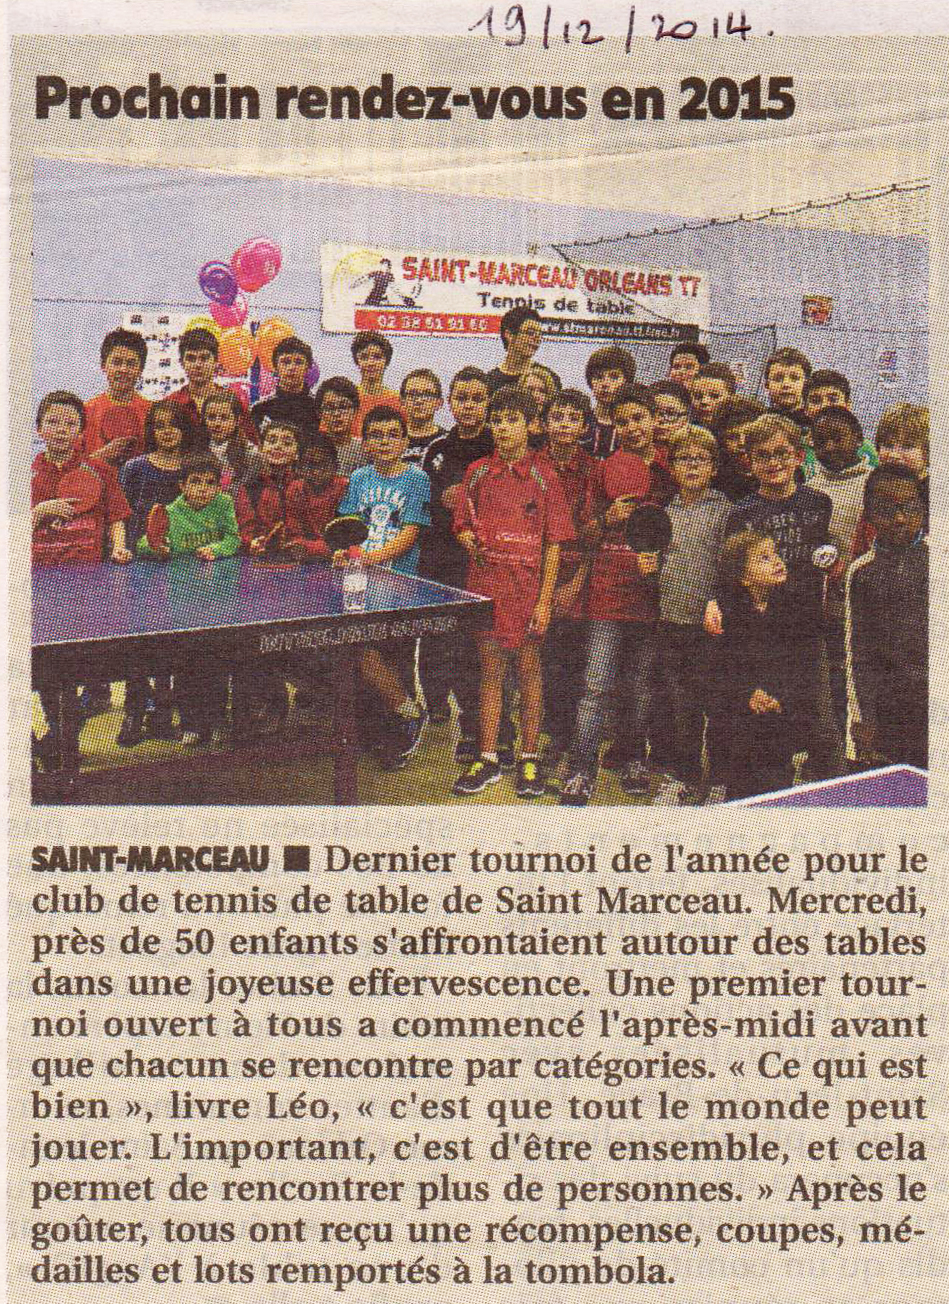 19/12/2014.
Prochain rendez-vous en 2015
SAINT-MARCEAU ORLEANS TT
Tennis de table
02 38 51 91 60
SAINT-MARCEAU ■ Dernier tournoi de l'année pour le
club de tennis de table de Saint Marceau. Mercredi,
près de 50 enfants s'affrontaient autour des tables
dans une joyeuse effervescence. Une premier tour-
noi ouvert à tous a commencé l'après-midi avant
que chacun se rencontre par catégories. « Ce qui est
bien », livre Léo, « c'est que tout le monde peut
jouer. L'important, c'est d'être ensemble, et cela
permet de rencontrer plus de personnes. » Après le
goûter, tous ont reçu une récompense, coupes, mé-
dailles et lots remportés à la tombola.